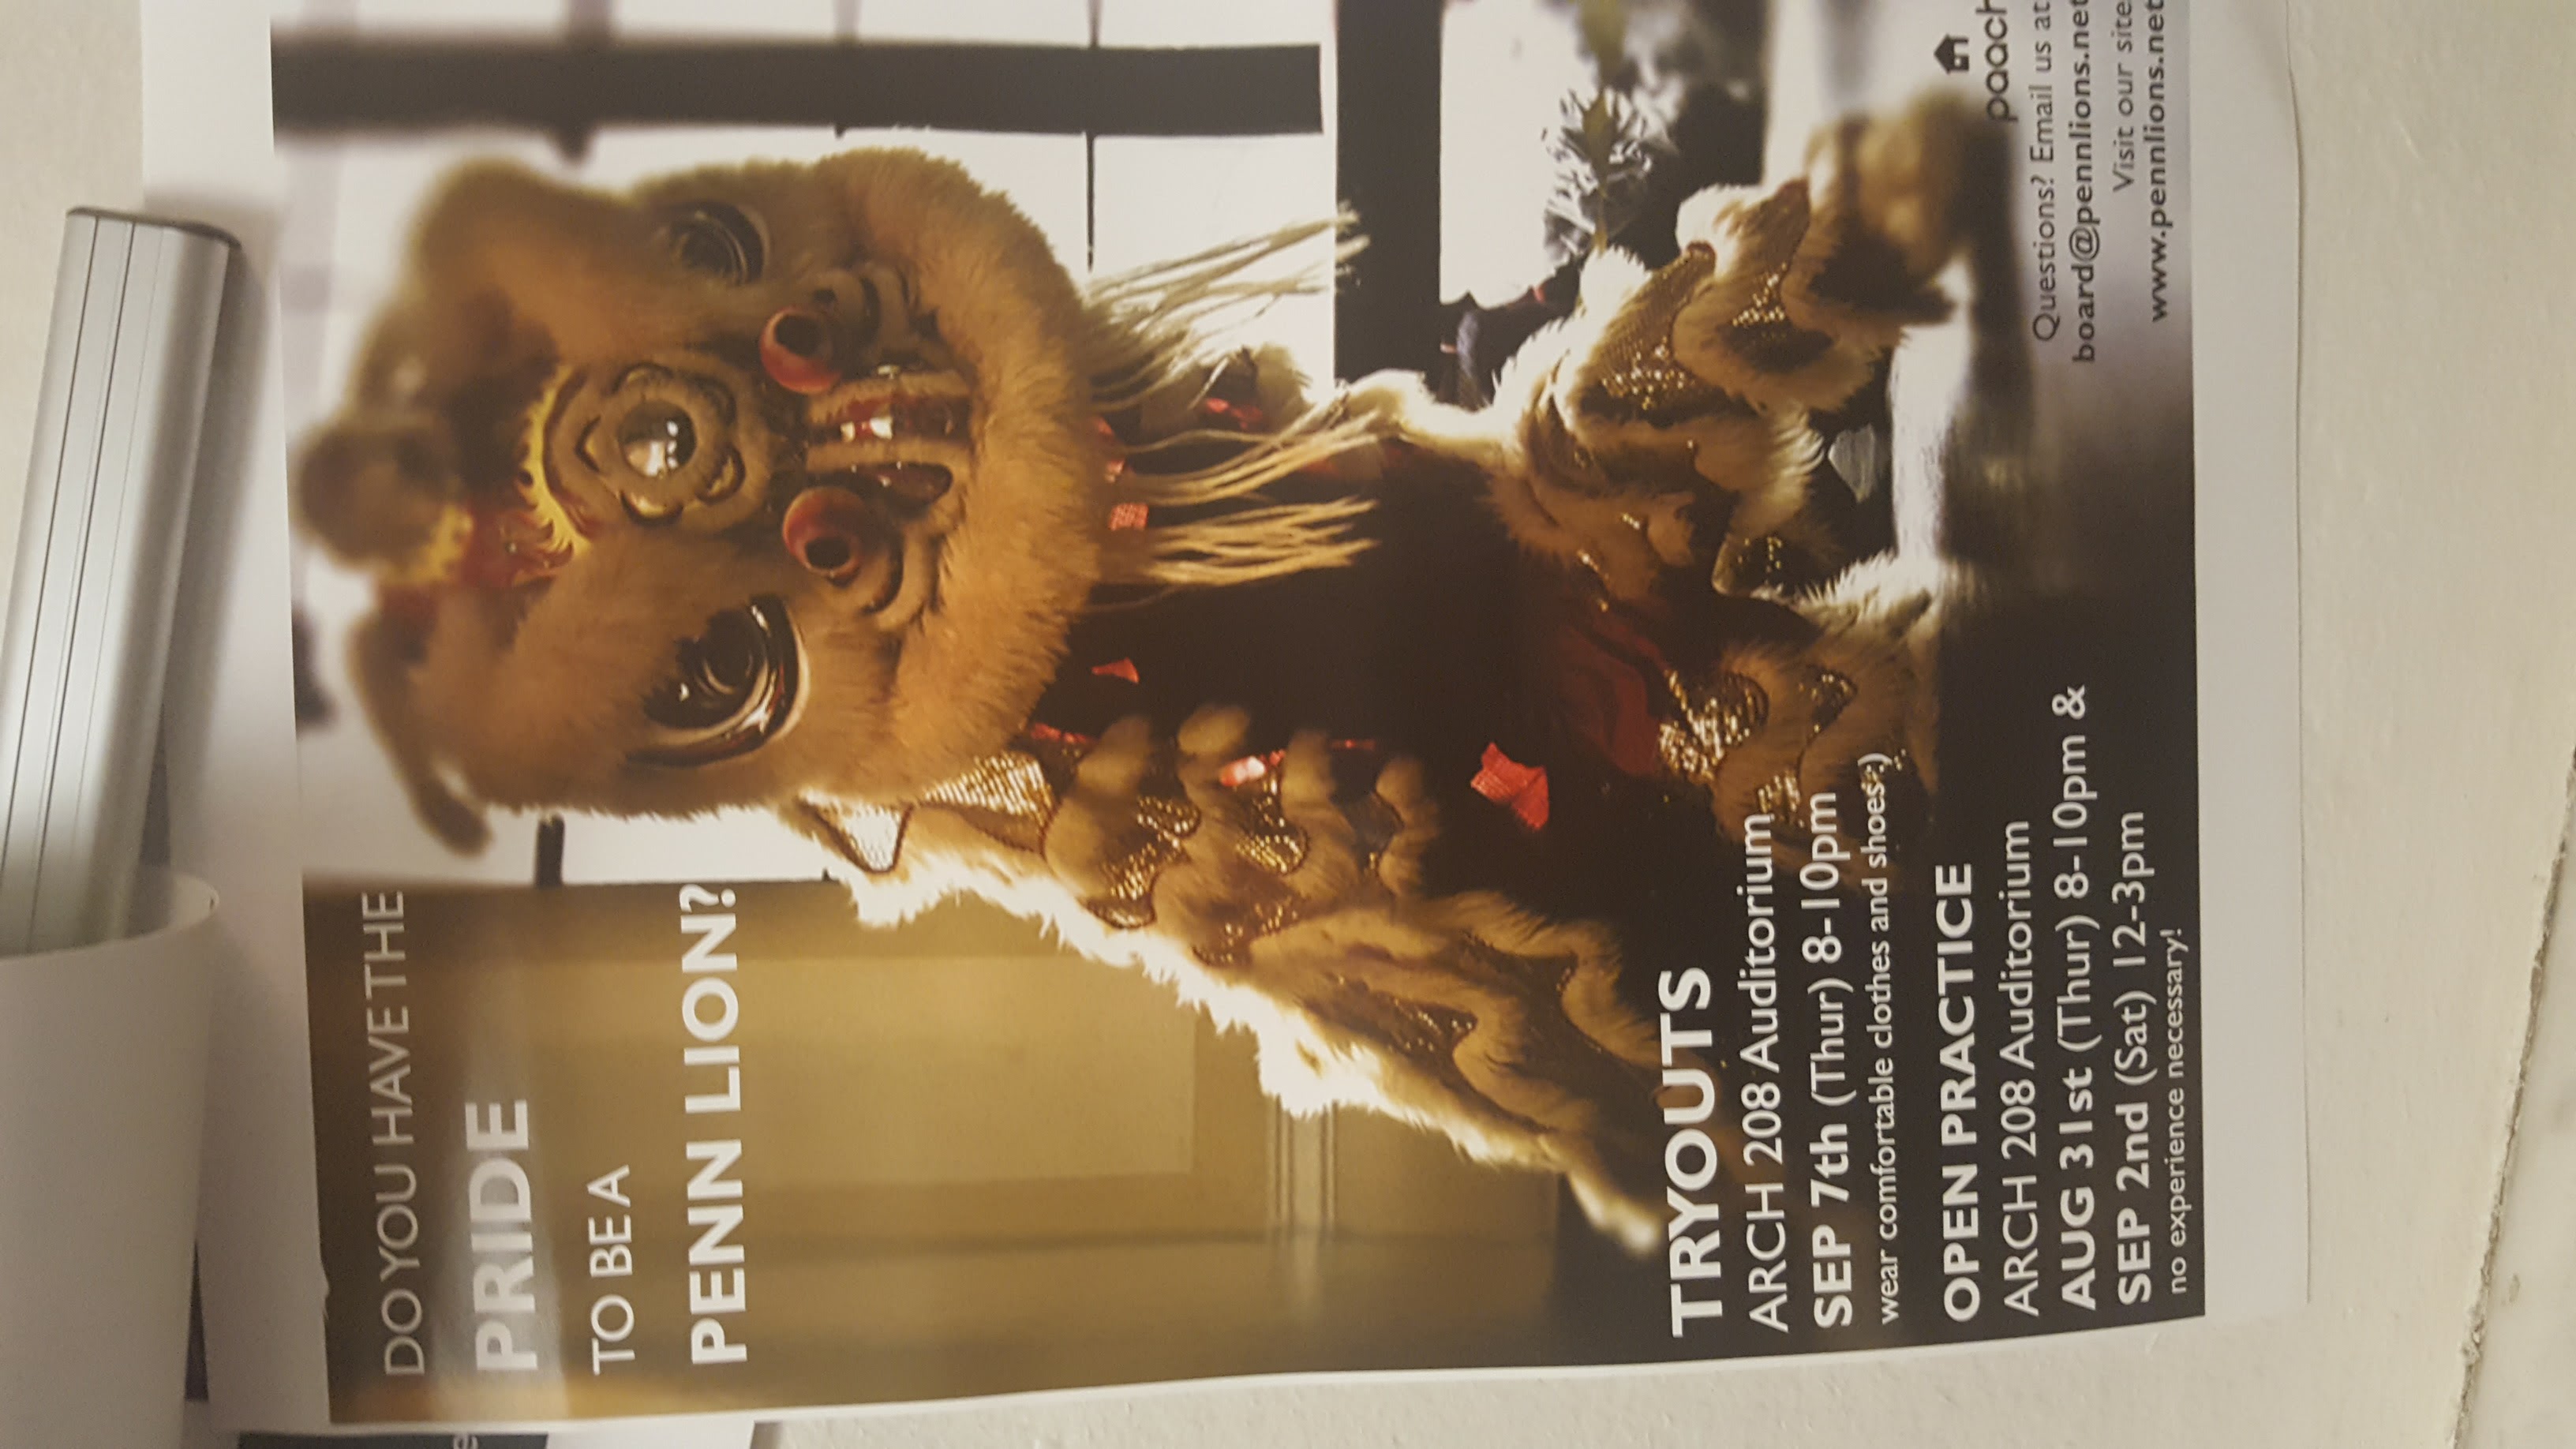 DO YOU HAVE THE
PRIDE
TO BE A
PENN LION?
TRYOUTS
ARCH 208 Auditorium
SEP 7th (Thur) 8-10pm
wear comfortable clothes and shoes :)
OPEN PRACTICE
ARCH 208 Auditorium
AUG 31st (Thur) 8-10pm &
SEP 2nd (Sat) 12-3pm
no experience necessary!
paach
Questions? Email us at
board@pennlions.net
Visit our site
www.pennlions.net